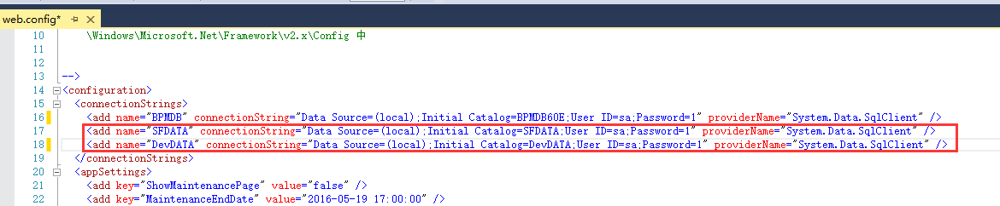 web.config*
10 \Windows\Microsoft.Net\Framework\v2.x\Config 中
11
12
13 -->
14 <configuration>
15 <connectionStrings>
16 <add name="BPMDB" connectionString="Data Source=(local);Initial Catalog=BPMDB60E;User ID=sa;Password=1" providerName="System.Data.SqlClient" />
17 <add name="SFDATA" connectionString="Data Source=(local);Initial Catalog=SFDATA;User ID=sa;Password=1" providerName="System.Data.SqlClient" />
18 <add name="DevDATA" connectionString="Data Source=(local);Initial Catalog=DevDATA;User ID=sa;Password=1" providerName="System.Data.SqlClient" />
19 </connectionStrings>
20 <appSettings>
21 <add key="ShowMaintenancePage" value="false" />
22 <add key="MaintenanceEndDate" value="2016-05-19 17:00:00" />